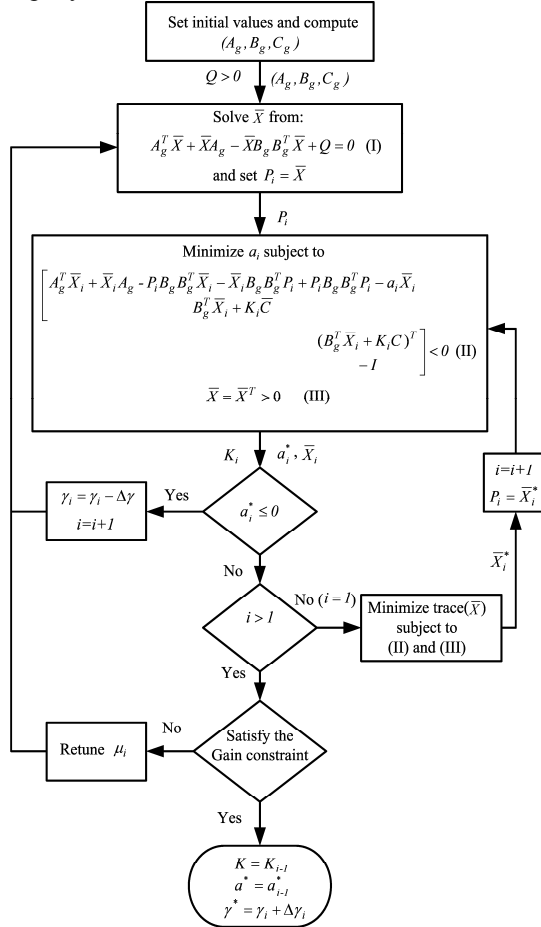 Set initial values and compute
(A_g, B_g, C_g)
Q > 0
(A_g, B_g, C_g)
Solve X̅ from:
A_g^T X̅ + X̅A_g − X̅B_g B_g^T X̅ + Q = 0 (I)
and set P_i = X̅
P_i
Minimize a_i subject to
[ A_g^T X̅_i + X̅_i A_g - P_i B_g B_g^T X̅_i − X̅_i B_g B_g^T P_i + P_i B_g B_g^T P_i − a_i X̅_i
B_g^T X̅_i + K_i C̅
(B_g^T X̅_i + K_i C)^T
− I ] < 0 (II)
X̅ = X̅^T > 0 (III)
K_i
a_i^*, X̅_i
i=i+1
P_i = X̅_i^*
γ_i = γ_i − Δγ
i=i+1
Yes
a_i^* ≤ 0
X̅_i^*
No
i > 1
No (i = 1)
Minimize trace(X̅)
subject to
(II) and (III)
Yes
Retune μ_i
No
Satisfy the
Gain constraint
Yes
K = K_{i-1}
a^* = a_{i-1}^*
γ^* = γ_i + Δγ_i